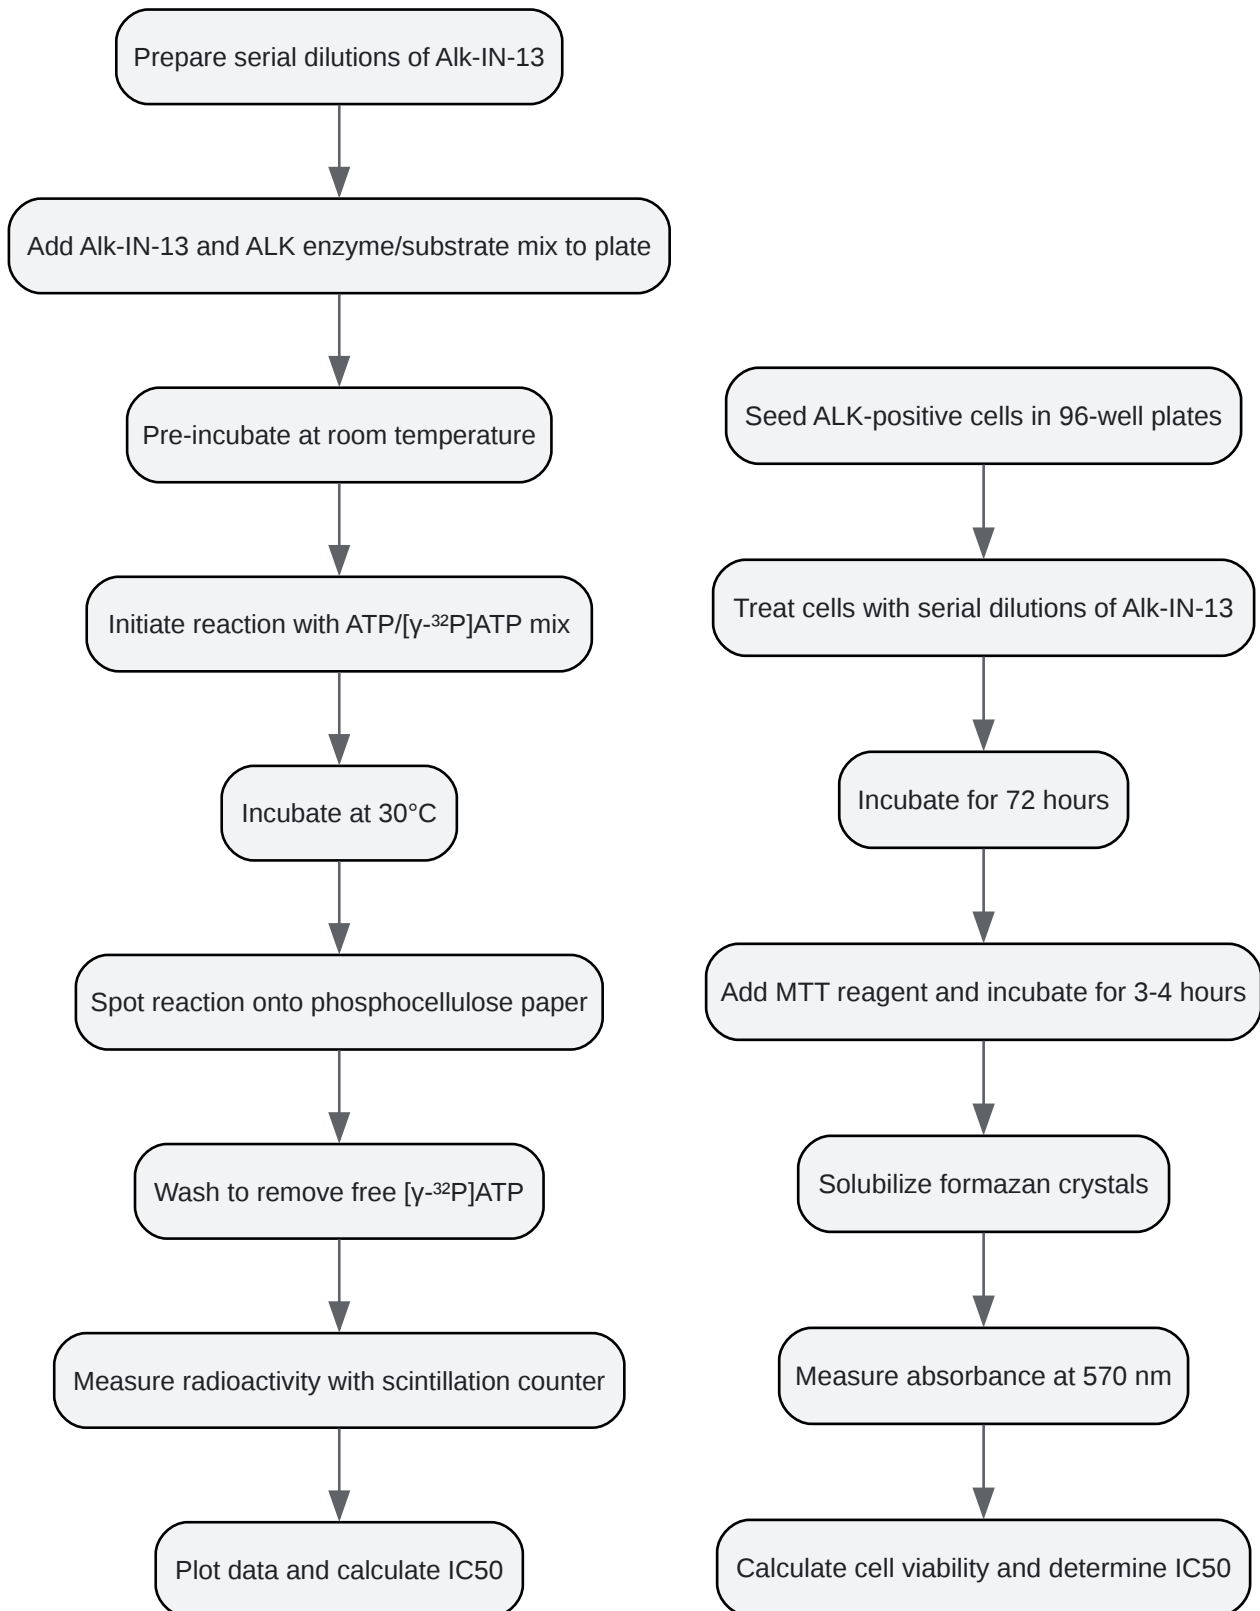 Prepare serial dilutions of Alk-IN-13
Add Alk-IN-13 and ALK enzyme/substrate mix to plate
Pre-incubate at room temperature
Initiate reaction with ATP/[γ-³²P]ATP mix
Incubate at 30°C
Spot reaction onto phosphocellulose paper
Wash to remove free [γ-³²P]ATP
Measure radioactivity with scintillation counter
Plot data and calculate IC50
Seed ALK-positive cells in 96-well plates
Treat cells with serial dilutions of Alk-IN-13
Incubate for 72 hours
Add MTT reagent and incubate for 3-4 hours
Solubilize formazan crystals
Measure absorbance at 570 nm
Calculate cell viability and determine IC50